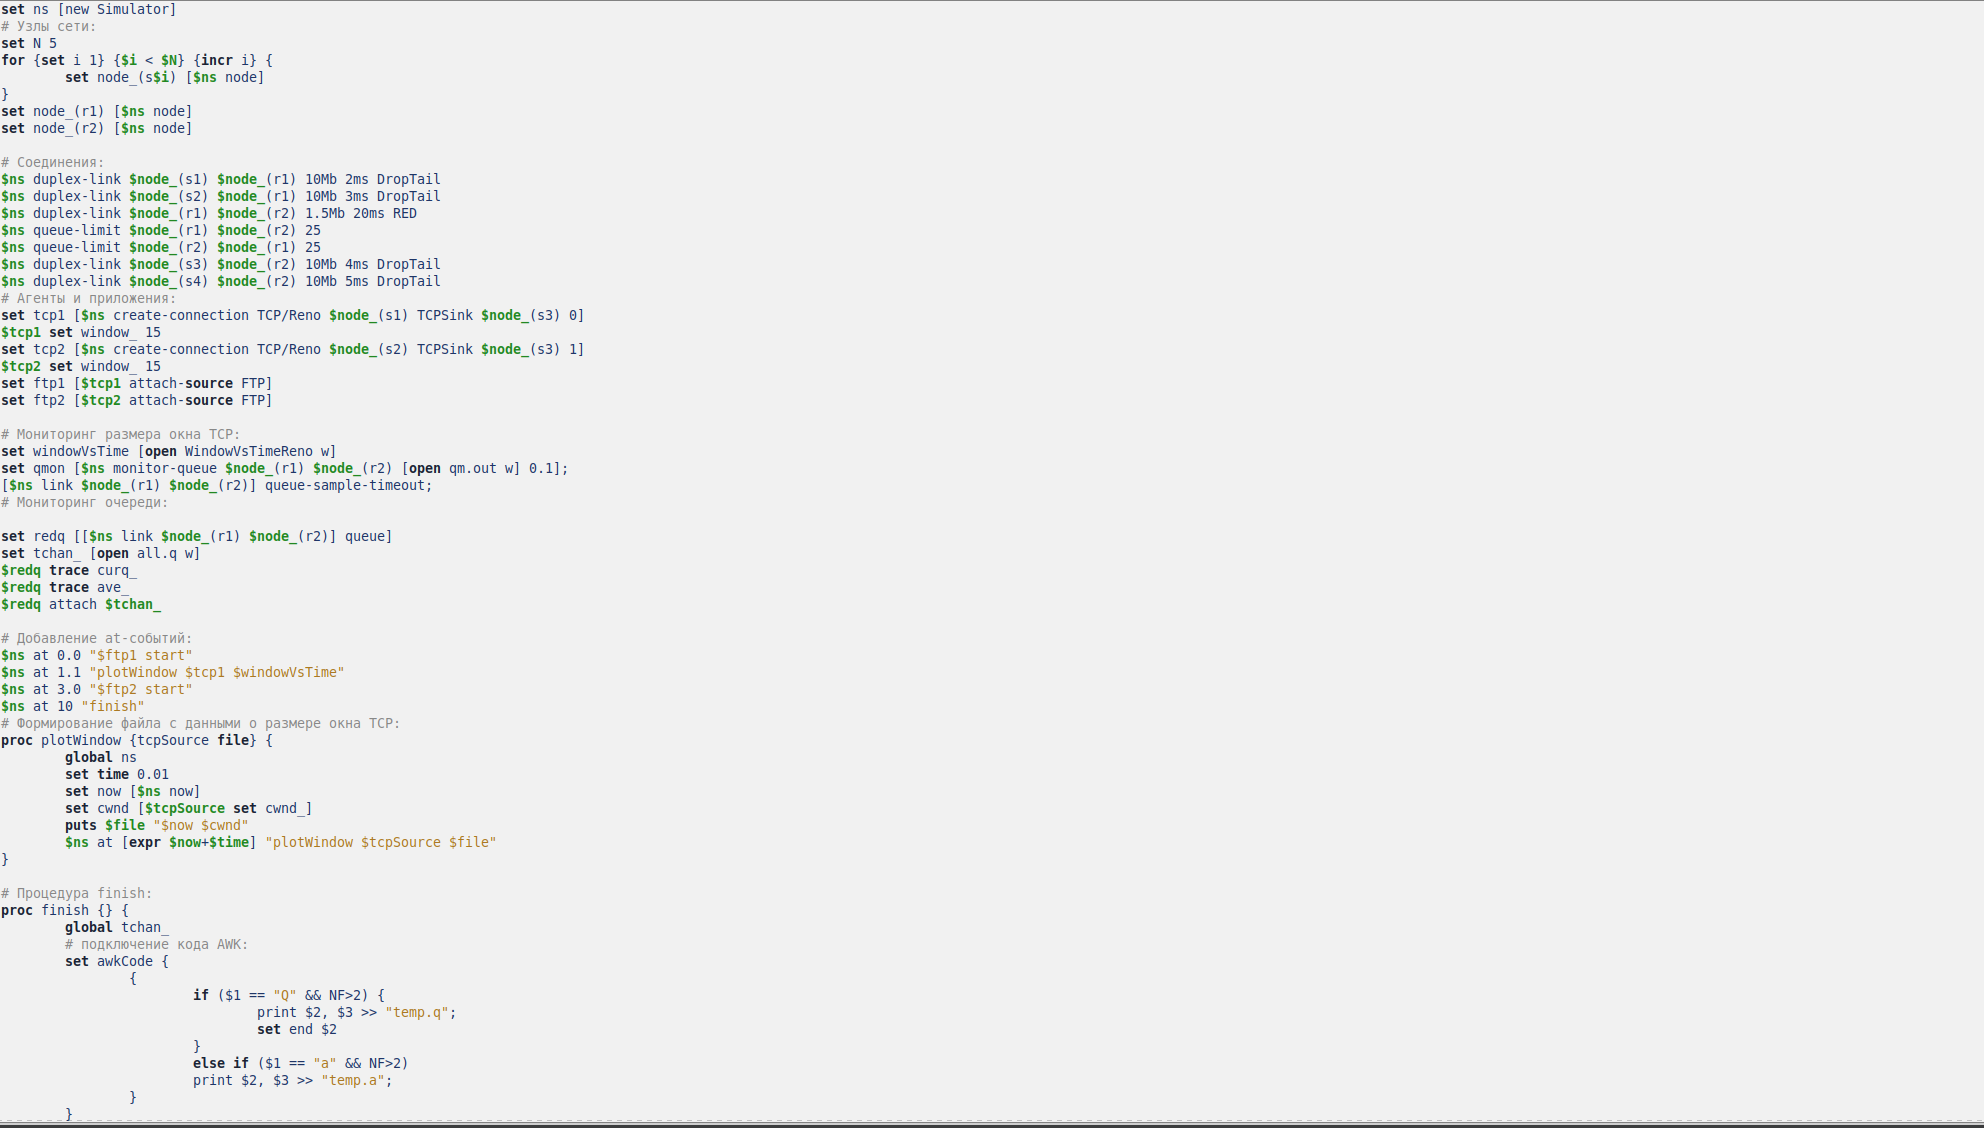 set ns [new Simulator]
# Узлы сети:
set N 5
for {set i 1} {$i < $N} {incr i} {
        set node_(s$i) [$ns node]
}
set node_(r1) [$ns node]
set node_(r2) [$ns node]

# Соединения:
$ns duplex-link $node_(s1) $node_(r1) 10Mb 2ms DropTail
$ns duplex-link $node_(s2) $node_(r1) 10Mb 3ms DropTail
$ns duplex-link $node_(r1) $node_(r2) 1.5Mb 20ms RED
$ns queue-limit $node_(r1) $node_(r2) 25
$ns queue-limit $node_(r2) $node_(r1) 25
$ns duplex-link $node_(s3) $node_(r2) 10Mb 4ms DropTail
$ns duplex-link $node_(s4) $node_(r2) 10Mb 5ms DropTail
# Агенты и приложения:
set tcp1 [$ns create-connection TCP/Reno $node_(s1) TCPSink $node_(s3) 0]
$tcp1 set window_ 15
set tcp2 [$ns create-connection TCP/Reno $node_(s2) TCPSink $node_(s3) 1]
$tcp2 set window_ 15
set ftp1 [$tcp1 attach-source FTP]
set ftp2 [$tcp2 attach-source FTP]

# Мониторинг размера окна TCP:
set windowVsTime [open WindowVsTimeReno w]
set qmon [$ns monitor-queue $node_(r1) $node_(r2) [open qm.out w] 0.1];
[$ns link $node_(r1) $node_(r2)] queue-sample-timeout;
# Мониторинг очереди:

set redq [[$ns link $node_(r1) $node_(r2)] queue]
set tchan_ [open all.q w]
$redq trace curq_
$redq trace ave_
$redq attach $tchan_

# Добавление at-событий:
$ns at 0.0 "$ftp1 start"
$ns at 1.1 "plotWindow $tcp1 $windowVsTime"
$ns at 3.0 "$ftp2 start"
$ns at 10 "finish"
# Формирование файла с данными о размере окна TCP:
proc plotWindow {tcpSource file} {
        global ns
        set time 0.01
        set now [$ns now]
        set cwnd [$tcpSource set cwnd_]
        puts $file "$now $cwnd"
        $ns at [expr $now+$time] "plotWindow $tcpSource $file"
}

# Процедура finish:
proc finish {} {
        global tchan_
        # подключение кода AWK:
        set awkCode {
                {
                        if ($1 == "Q" && NF>2) {
                                print $2, $3 >> "temp.q";
                                set end $2
                        }
                        else if ($1 == "a" && NF>2)
                        print $2, $3 >> "temp.a";
                }
        }